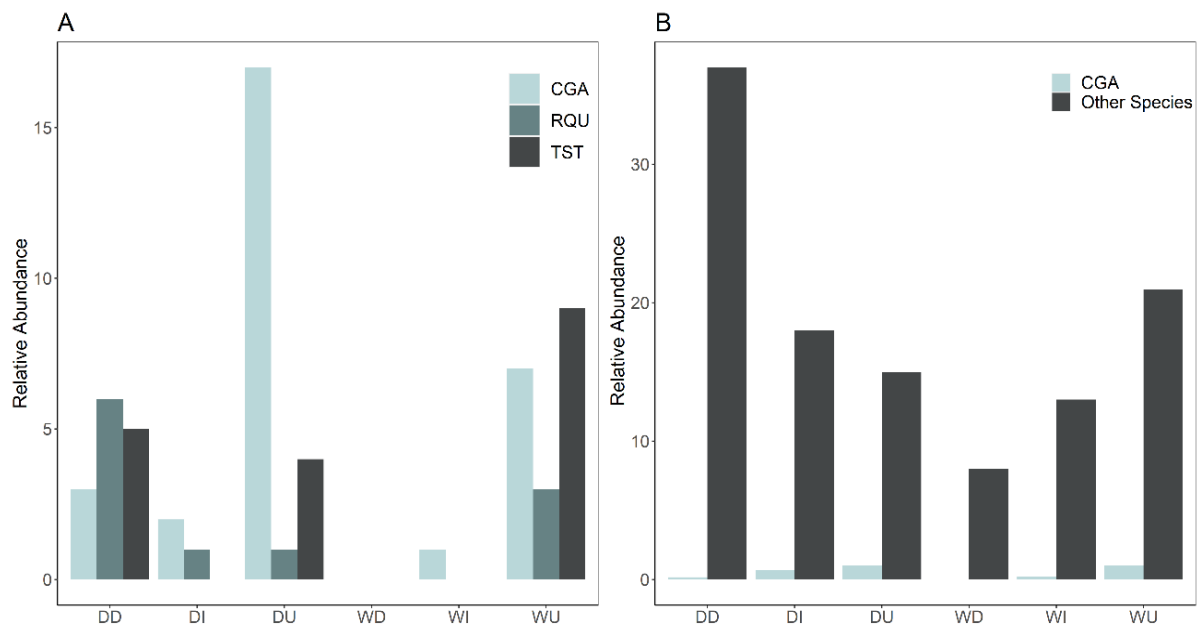 A
CGA
RQU
TST
15
10
5
0
Relative Abundance
DD DI DU WD WI WU
B
CGA
Other Species
30
20
10
0
Relative Abundance
DD DI DU WD WI WU